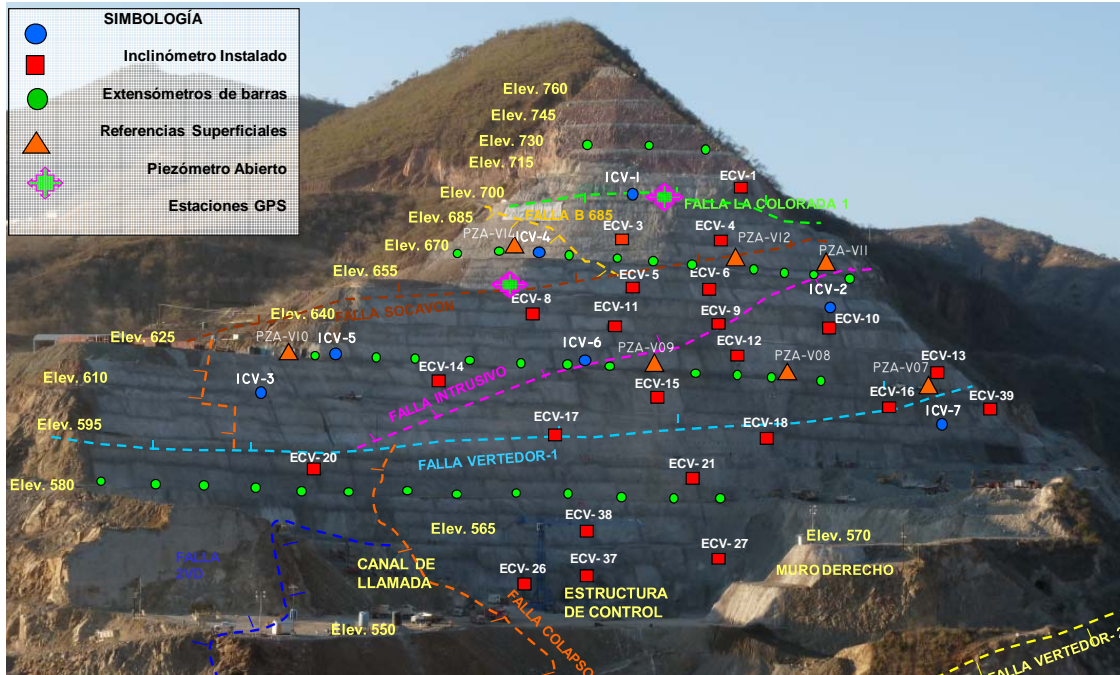 SIMBOLOGÍA
Inclinómetro Instalado
Extensómetros de barras
Referencias Superficiales
Piezómetro Abierto
Estaciones GPS
Elev. 760
Elev. 745
Elev. 730
Elev. 715
ICV-1
ECV-1
Elev. 700
FALLA LA COLORADA 1
Elev. 685
FALLA B 685
PZA-V14
ICV-4
ECV-3
ECV-4
PZA-V12
PZA-V11
Elev. 670
Elev. 655
ECV-5
ECV-6
ICV-2
FALLA SOCAVON
ECV-8
ECV-11
ECV-9
ECV-10
Elev. 640
Elev. 625
PZA-V10
ICV-5
ICV-6
PZA-V09
ECV-12
PZA-V08
ECV-13
PZA-V07
Elev. 610
ICV-3
ECV-14
FALLA INTRUSIVO
ECV-15
ECV-16
ECV-39
ICV-7
Elev. 595
ECV-17
ECV-18
FALLA VERTEDOR-1
ECV-20
ECV-21
Elev. 580
Elev. 565
ECV-38
Elev. 570
FALLA
CANAL DE
LLAMADA
ECV-26
ECV-37
ECV-27
MURO DERECHO
ESTRUCTURA
DE CONTROL
FALLA COLAPSO
Elev. 550
FALLA VERTEDOR-2